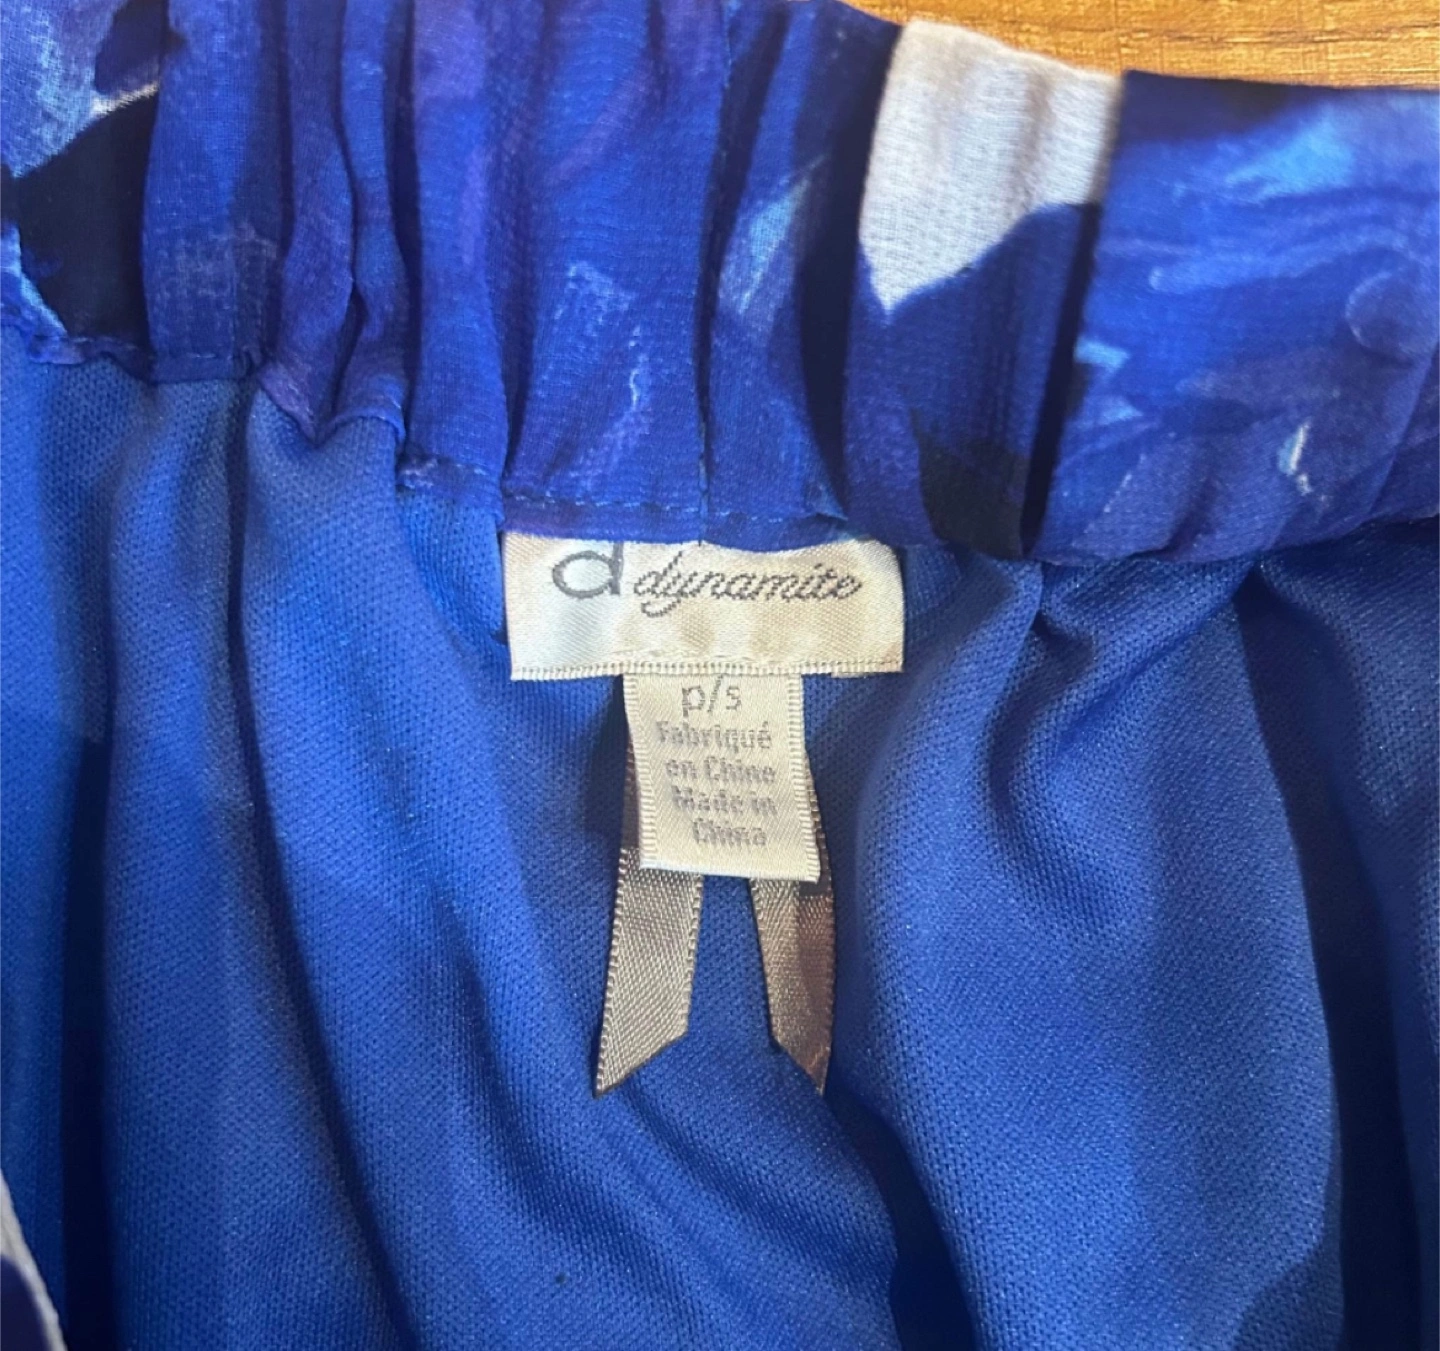 d dynamite
p/s
Fabriqué
en Chine
Made in
China